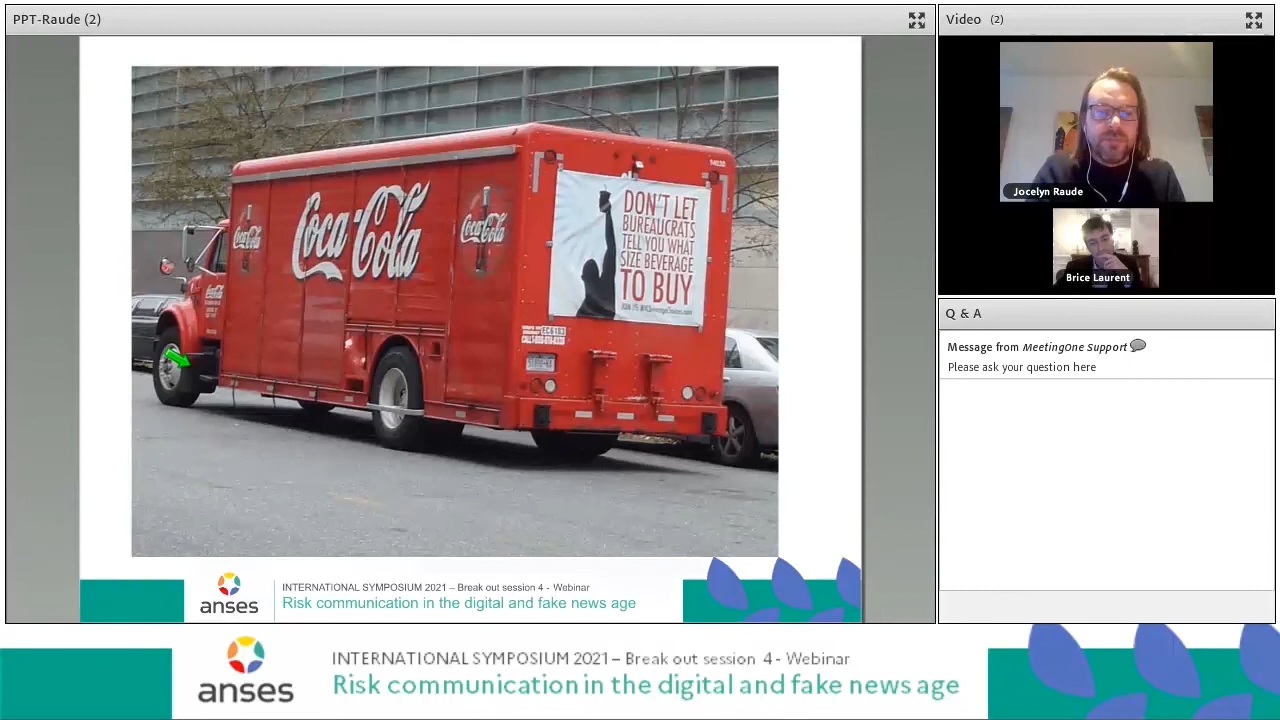 PPT-Raude (2)
Coca-Cola
Coca-Cola
Coca-Cola
DON'T LET
BUREAUCRATS
TELL YOU WHAT
SIZE BEVERAGE
TO BUY
anses
INTERNATIONAL SYMPOSIUM 2021 – Break out session 4 - Webinar
Risk communication in the digital and fake news age
Video (2)
Jocelyn Raude
Brice Laurent
Q & A
Message from MeetingOne Support
Please ask your question here
anses
INTERNATIONAL SYMPOSIUM 2021 – Break out session 4 - Webinar
Risk communication in the digital and fake news age